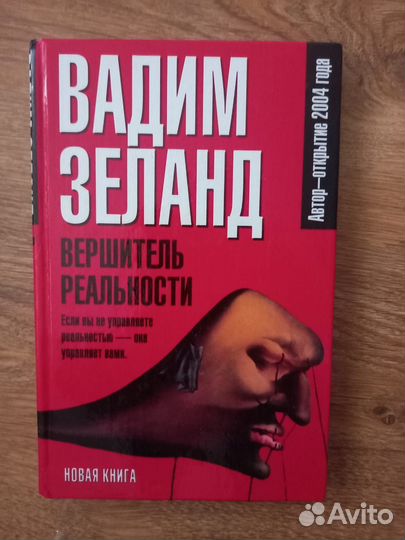 ВАДИМ
ЗЕЛАНД
ВЕРШИТЕЛЬ
РЕАЛЬНОСТИ
Если вы не управляете
реальностью — она
управляет вами.
НОВАЯ КНИГА
Автор–открытие 2004 года
Avito